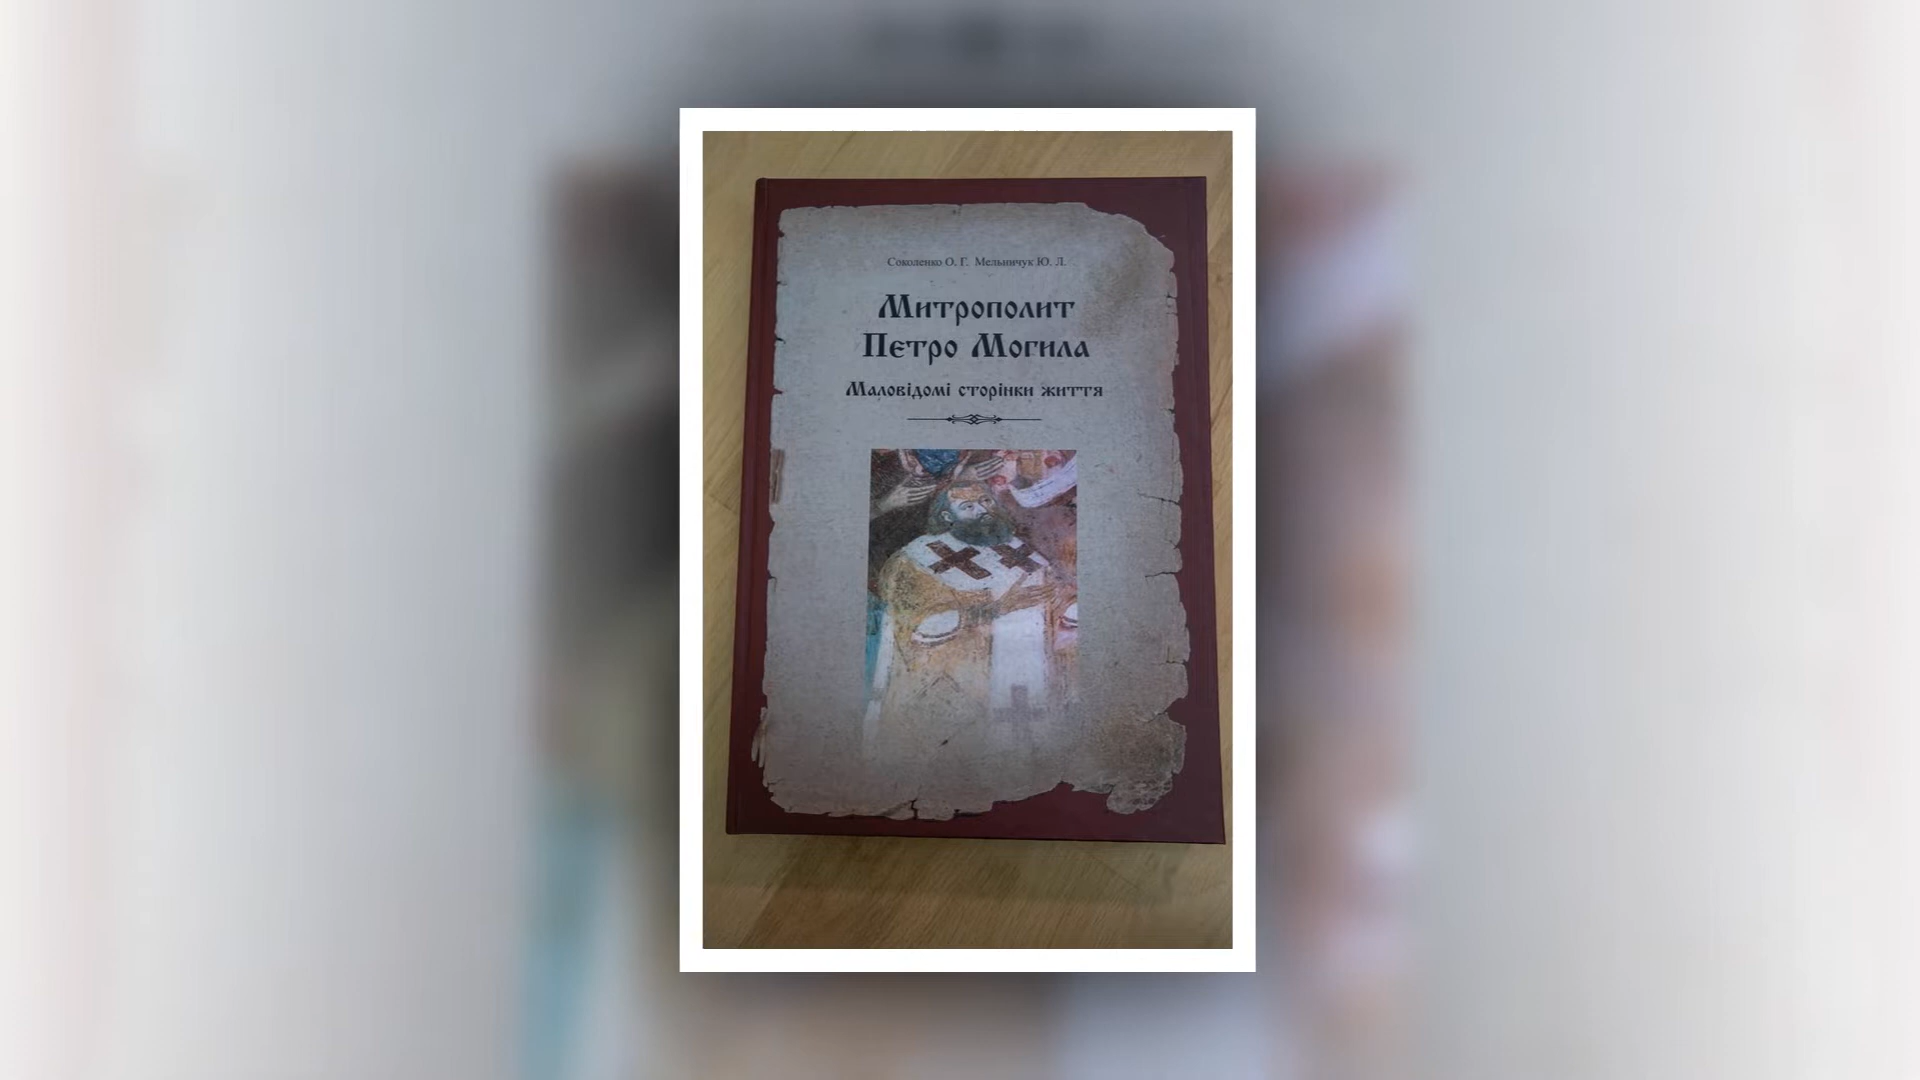 Соколенко О. Г. Мельничук Ю. Л.
Митрополит
Петро Могила
Маловідомі сторінки життя